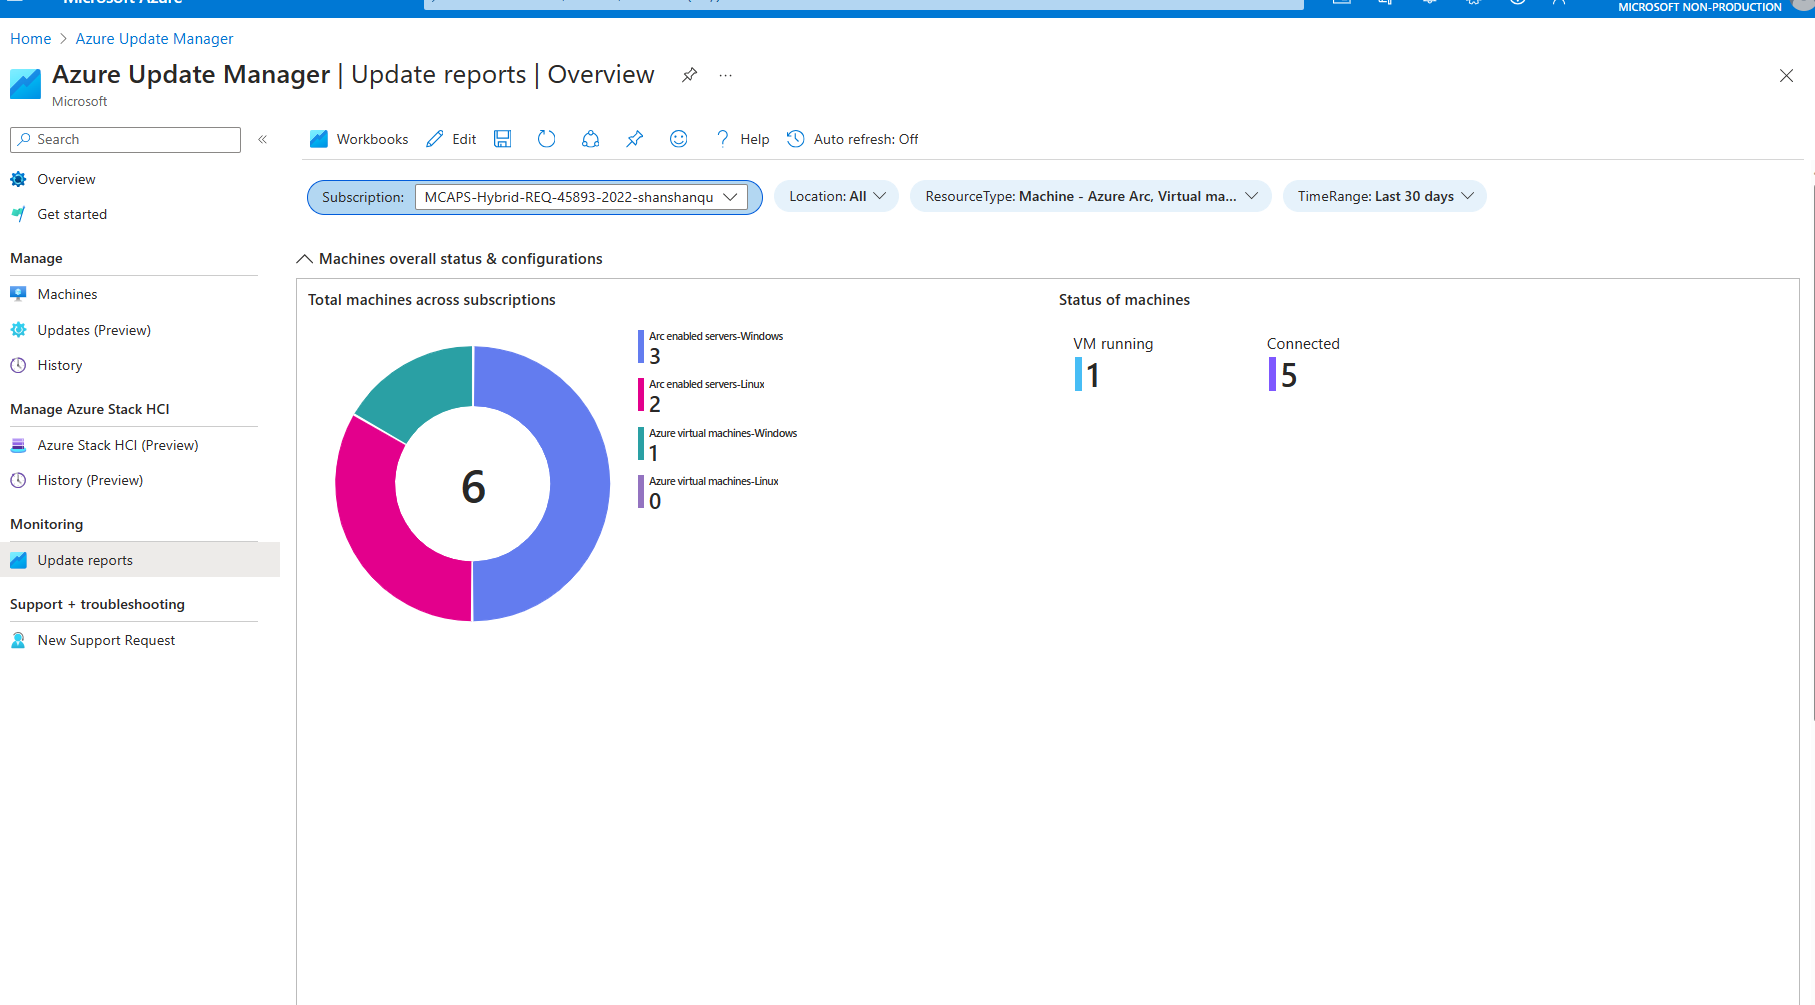 Microsoft Azure
MICROSOFT NON-PRODUCTION
Home > Azure Update Manager
Azure Update Manager | Update reports | Overview
Microsoft
Search
Workbooks Edit Help Auto refresh: Off
Overview
Get started
Manage
Machines
Updates (Preview)
History
Manage Azure Stack HCI
Azure Stack HCI (Preview)
History (Preview)
Monitoring
Update reports
Support + troubleshooting
New Support Request
Subscription: MCAPS-Hybrid-REQ-45893-2022-shanshanqu Location: All ResourceType: Machine - Azure Arc, Virtual ma... TimeRange: Last 30 days
Machines overall status & configurations
Total machines across subscriptions
6
Arc enabled servers-Windows
3
Arc enabled servers-Linux
2
Azure virtual machines-Windows
1
Azure virtual machines-Linux
0
Status of machines
VM running
1
Connected
5